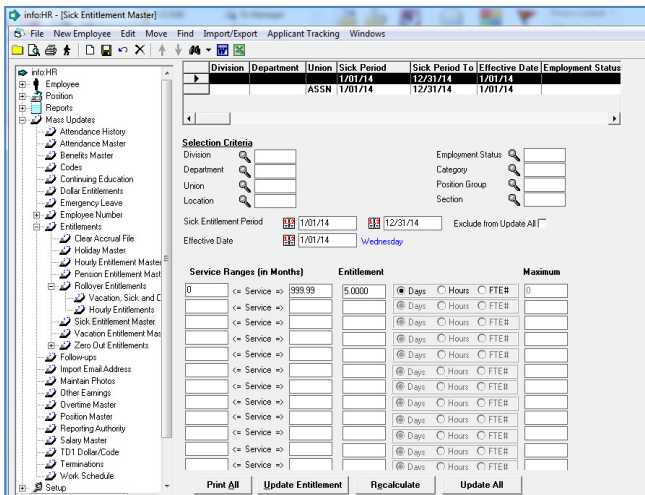 info:HR - [Sick Entitlement Master]
File New Employee Edit Move Find Import/Export Applicant Tracking Windows
info:HR
Employee
Position
Reports
Mass Updates
Attendance History
Attendance Master
Benefits Master
Codes
Continuing Education
Dollar Entitlements
Emergency Leave
Employee Number
Entitlements
Clear Accrual File
Holiday Master
Hourly Entitlement Master
Pension Entitlement Mast
Rollover Entitlements
Vacation, Sick and C
Hourly Entitlements
Sick Entitlement Master
Vacation Entitlement Mas
Zero Out Entitlements
Follow-ups
Import Email Address
Maintain Photos
Other Earnings
Overtime Master
Position Master
Reporting Authority
Salary Master
TD1 Dollar/Code
Terminations
Work Schedule
Setup
Division Department Union Sick Period Sick Period To Effective Date Employment Status
1/01/14 12/31/14 1/01/14
ASSN 1/01/14 12/31/14 1/01/14
Selection Criteria
Division Employment Status
Department Category
Union Position Group
Location Section
Sick Entitlement Period 1/01/14 12/31/14 Exclude from Update All
Effective Date 1/01/14 Wednesday
Service Ranges (in Months) Entitlement Maximum
0 <= Service => 999.99 5.0000 Days Hours FTE# 0
<= Service => Days Hours FTE#
<= Service => Days Hours FTE#
<= Service => Days Hours FTE#
<= Service => Days Hours FTE#
<= Service => Days Hours FTE#
<= Service => Days Hours FTE#
<= Service => Days Hours FTE#
<= Service => Days Hours FTE#
<= Service => Days Hours FTE#
<= Service => Days Hours FTE#
<= Service => Days Hours FTE#
Print All Update Entitlement Recalculate Update All